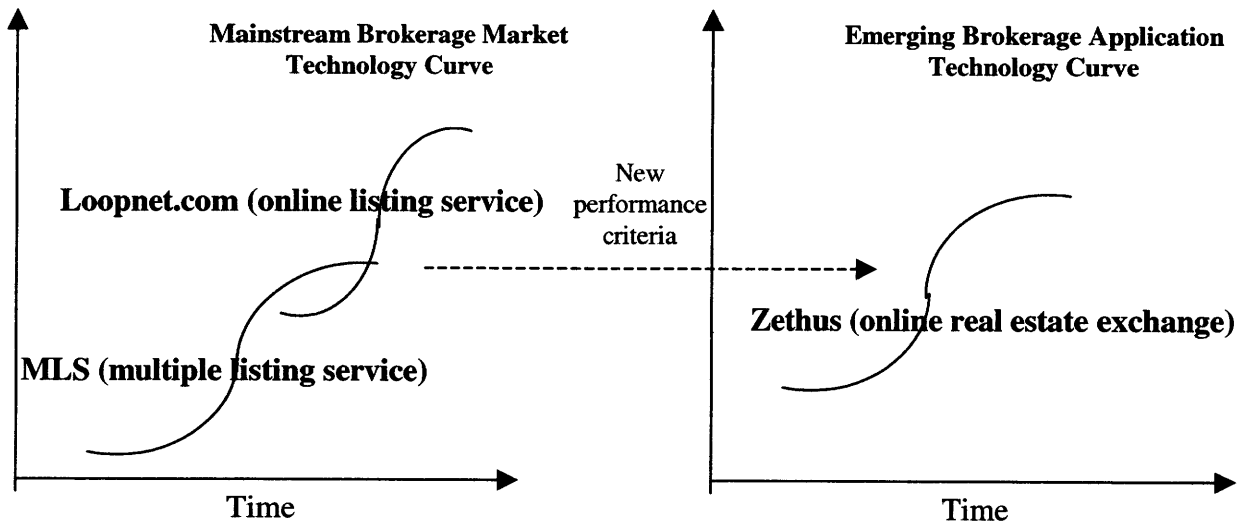 Mainstream Brokerage Market
Technology Curve
Loopnet.com (online listing service)
MLS (multiple listing service)
Time
New
performance
criteria
Emerging Brokerage Application
Technology Curve
Zethus (online real estate exchange)
Time